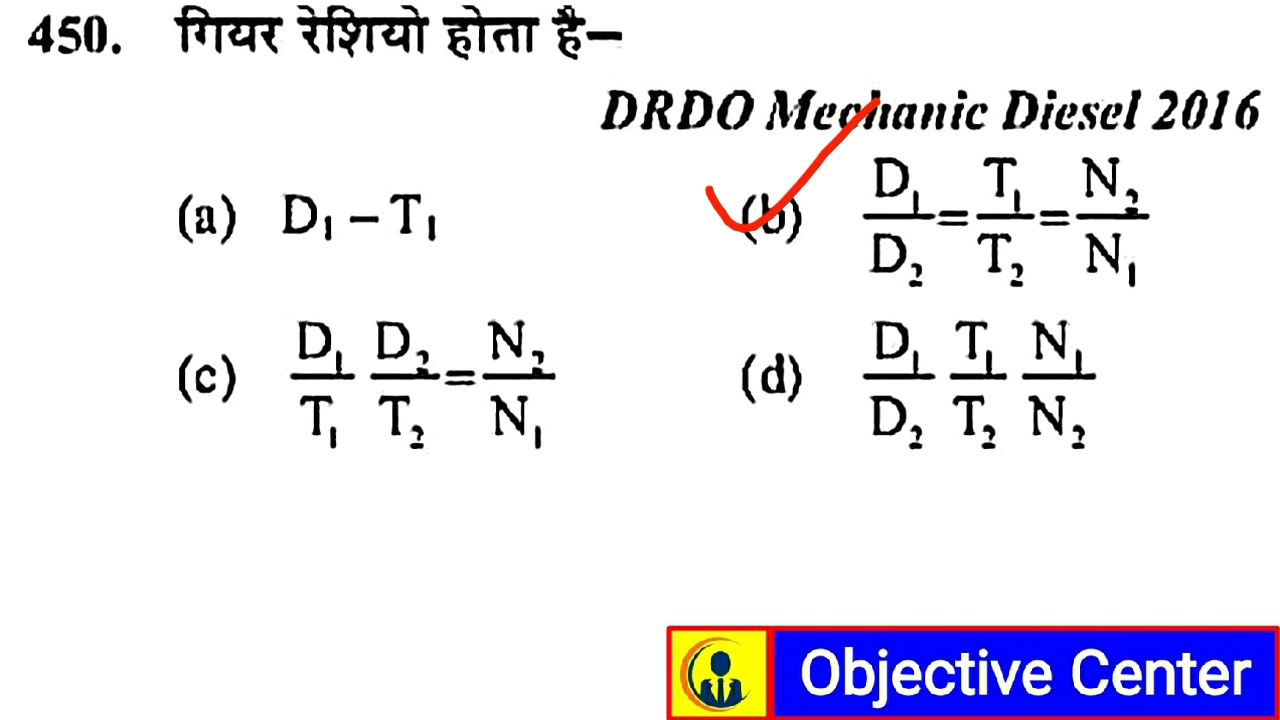 450. गियर रेशियो होता है–
DRDO Mechanic Diesel 2016
(a) D₁ – T₁ (b) D₁/D₂ = T₁/T₂ = N₂/N₁
(c) D₁/T₁ D₂/T₂ = N₂/N₁ (d) D₁/D₂ T₁/T₂ N₁/N₂
Objective Center